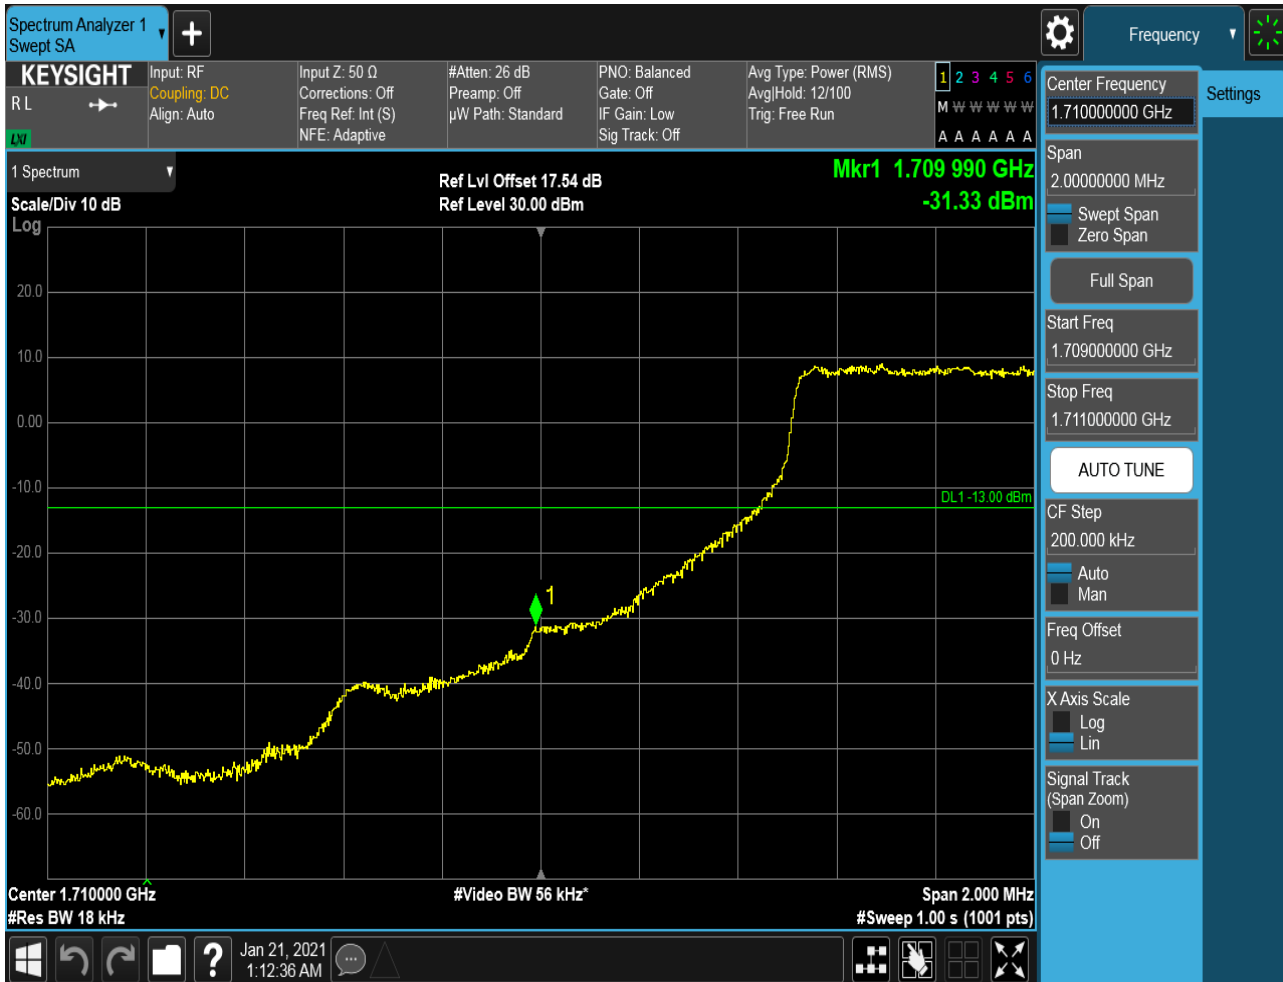 Spectrum Analyzer 1
Swept SA
Frequency
KEYSIGHT
R L
LXI
Input: RF
Coupling: DC
Align: Auto
Input Z: 50 Ω
Corrections: Off
Freq Ref: Int (S)
NFE: Adaptive
#Atten: 26 dB
Preamp: Off
µW Path: Standard
PNO: Balanced
Gate: Off
IF Gain: Low
Sig Track: Off
Avg Type: Power (RMS)
Avg|Hold: 12/100
Trig: Free Run
1 2 3 4 5 6
M W W W W W
A A A A A A
1 Spectrum
Scale/Div 10 dB
Log
Ref Lvl Offset 17.54 dB
Ref Level 30.00 dBm
Mkr1 1.709 990 GHz
-31.33 dBm
20.0
10.0
0.00
-10.0
-20.0
-30.0
-40.0
-50.0
-60.0
DL1 -13.00 dBm
1
Center 1.710000 GHz
#Res BW 18 kHz
#Video BW 56 kHz*
Span 2.000 MHz
#Sweep 1.00 s (1001 pts)
Center Frequency
1.710000000 GHz
Settings
Span
2.00000000 MHz
Swept Span
Zero Span
Full Span
Start Freq
1.709000000 GHz
Stop Freq
1.711000000 GHz
AUTO TUNE
CF Step
200.000 kHz
Auto
Man
Freq Offset
0 Hz
X Axis Scale
Log
Lin
Signal Track
(Span Zoom)
On
Off
?
Jan 21, 2021
1:12:36 AM